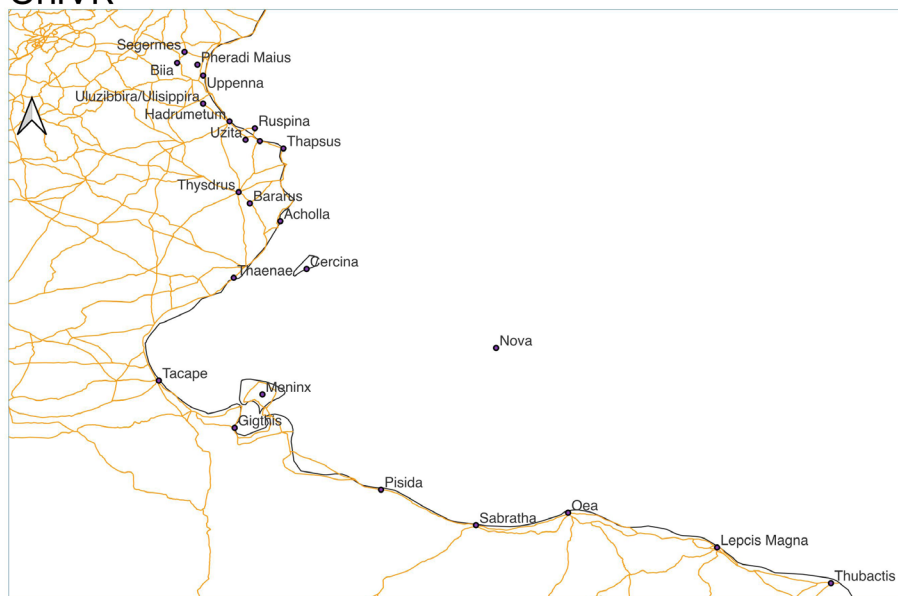 Segermes
Pheradi Maius
Biia
Uppenna
Uluzibbira/Ulisippira
Hadrumetum
Ruspina
Uzita
Thapsus
Thysdrus
Bararus
Acholla
Cercina
Thaenae
Nova
Tacape
Meninx
Gigthis
Pisida
Sabratha
Oea
Lepcis Magna
Thubactis